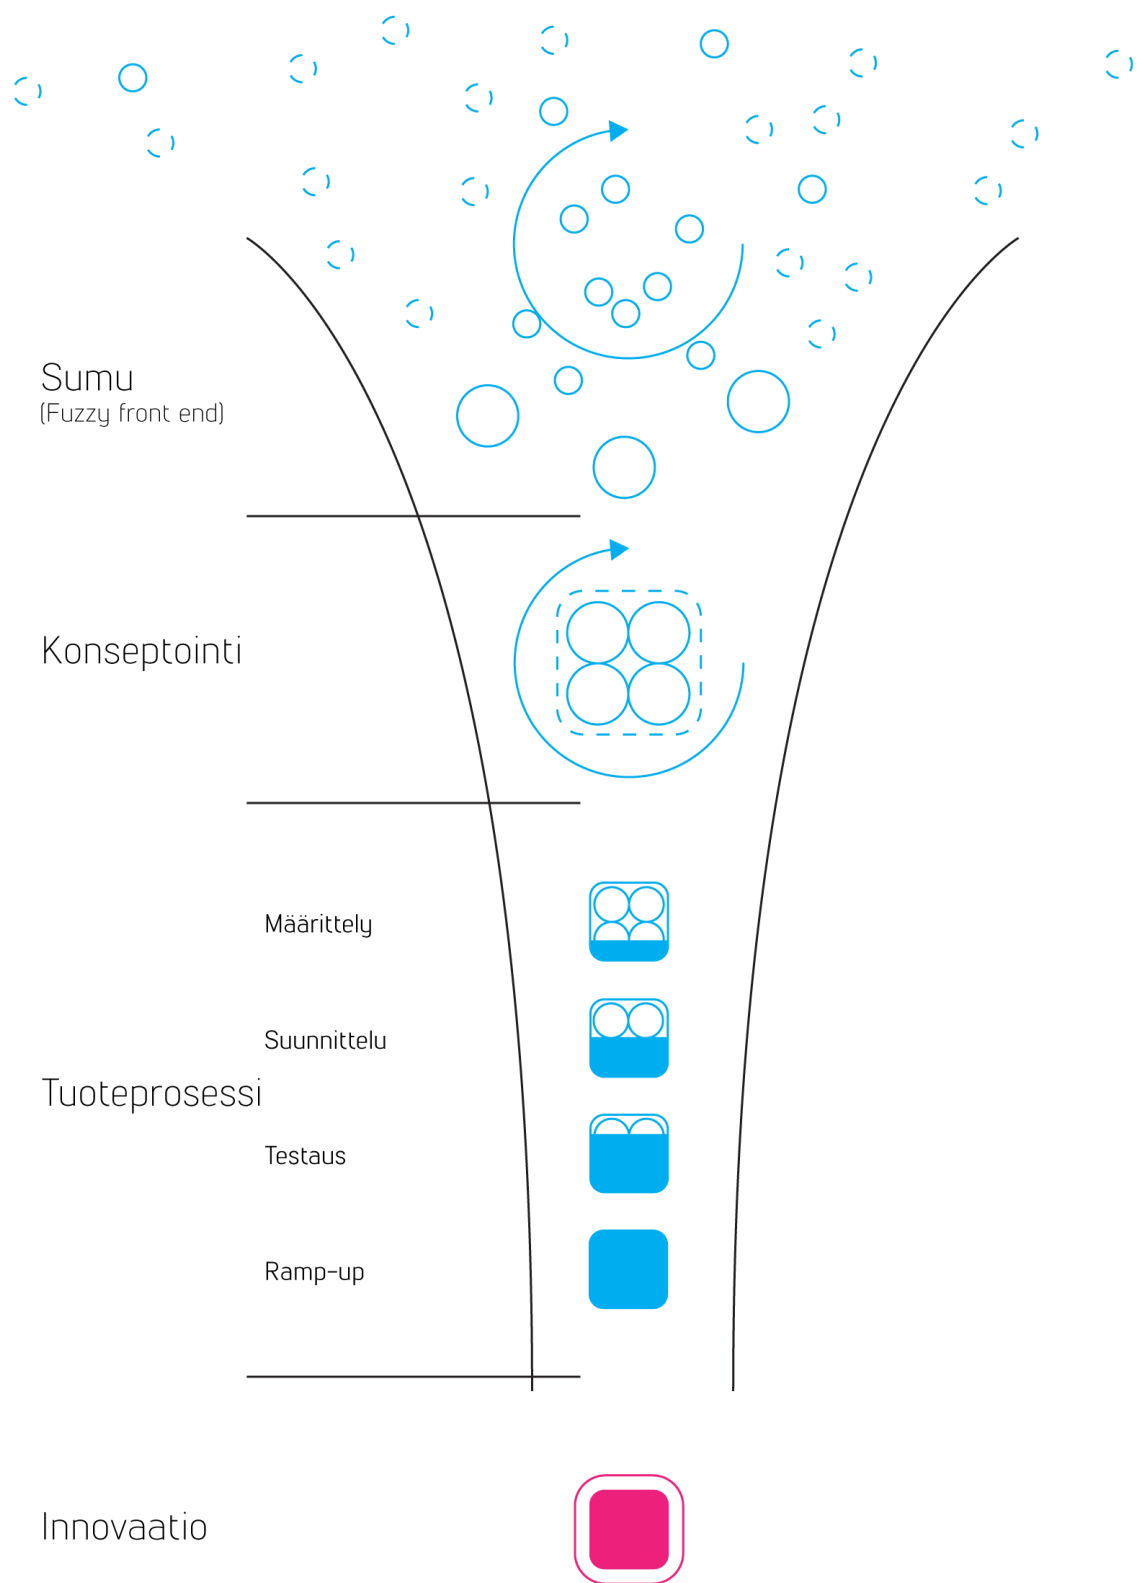 Sumu
(Fuzzy front end)
Konseptointi
Määrittely
Suunnittelu
Tuoteprosessi
Testaus
Ramp-up
Innovaatio